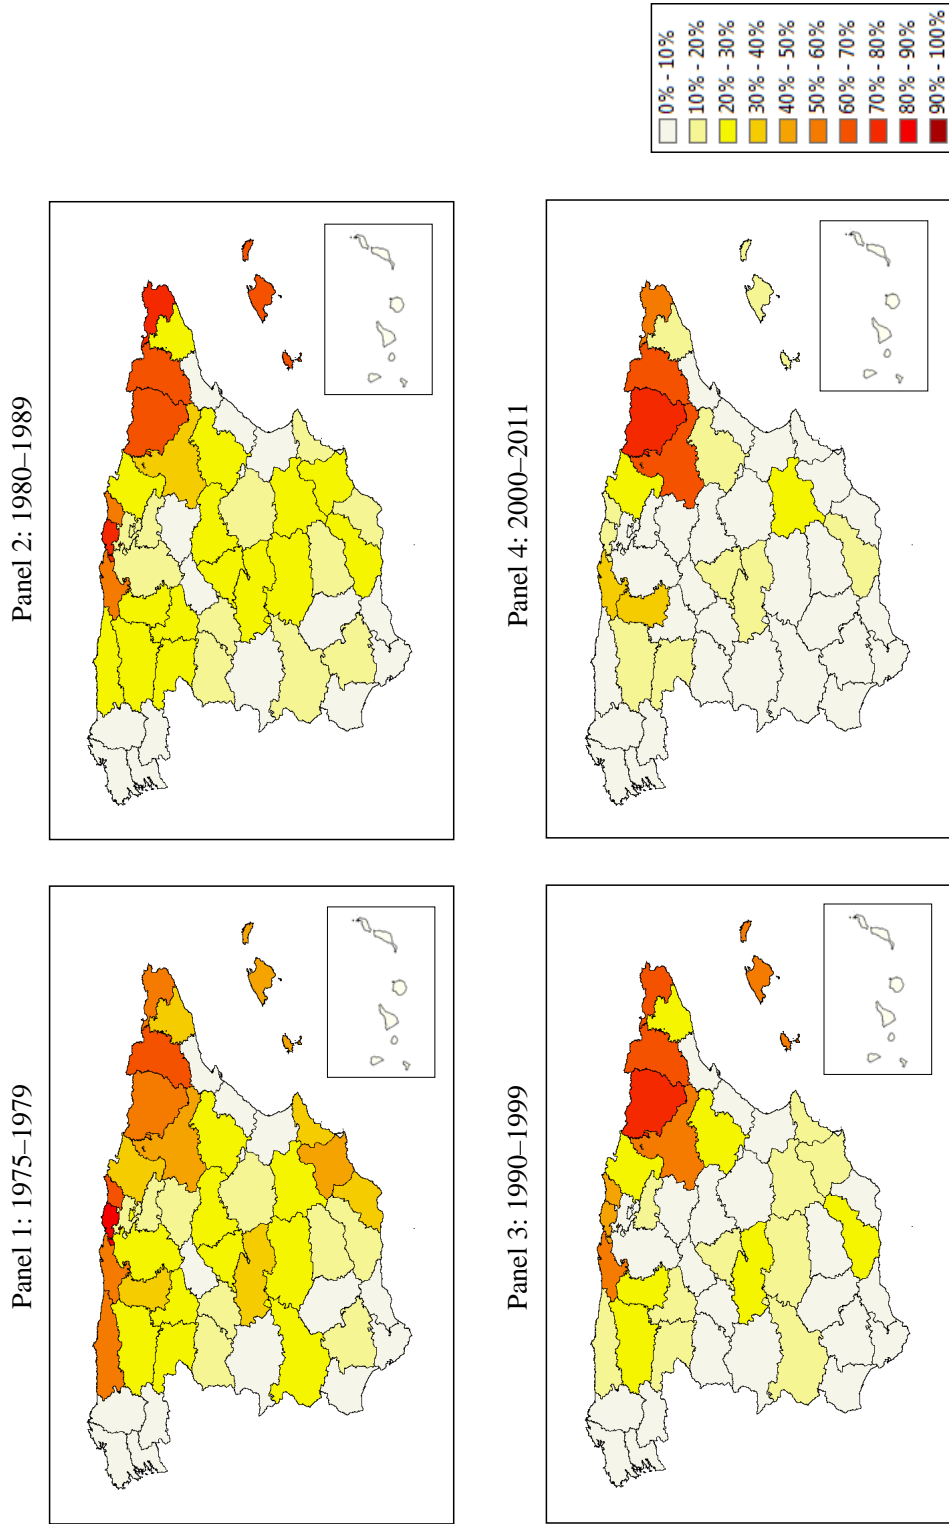 Panel 1: 1975–1979
Panel 2: 1980–1989
Panel 3: 1990–1999
Panel 4: 2000–2011
0% - 10%
10% - 20%
20% - 30%
30% - 40%
40% - 50%
50% - 60%
60% - 70%
70% - 80%
80% - 90%
90% - 100%